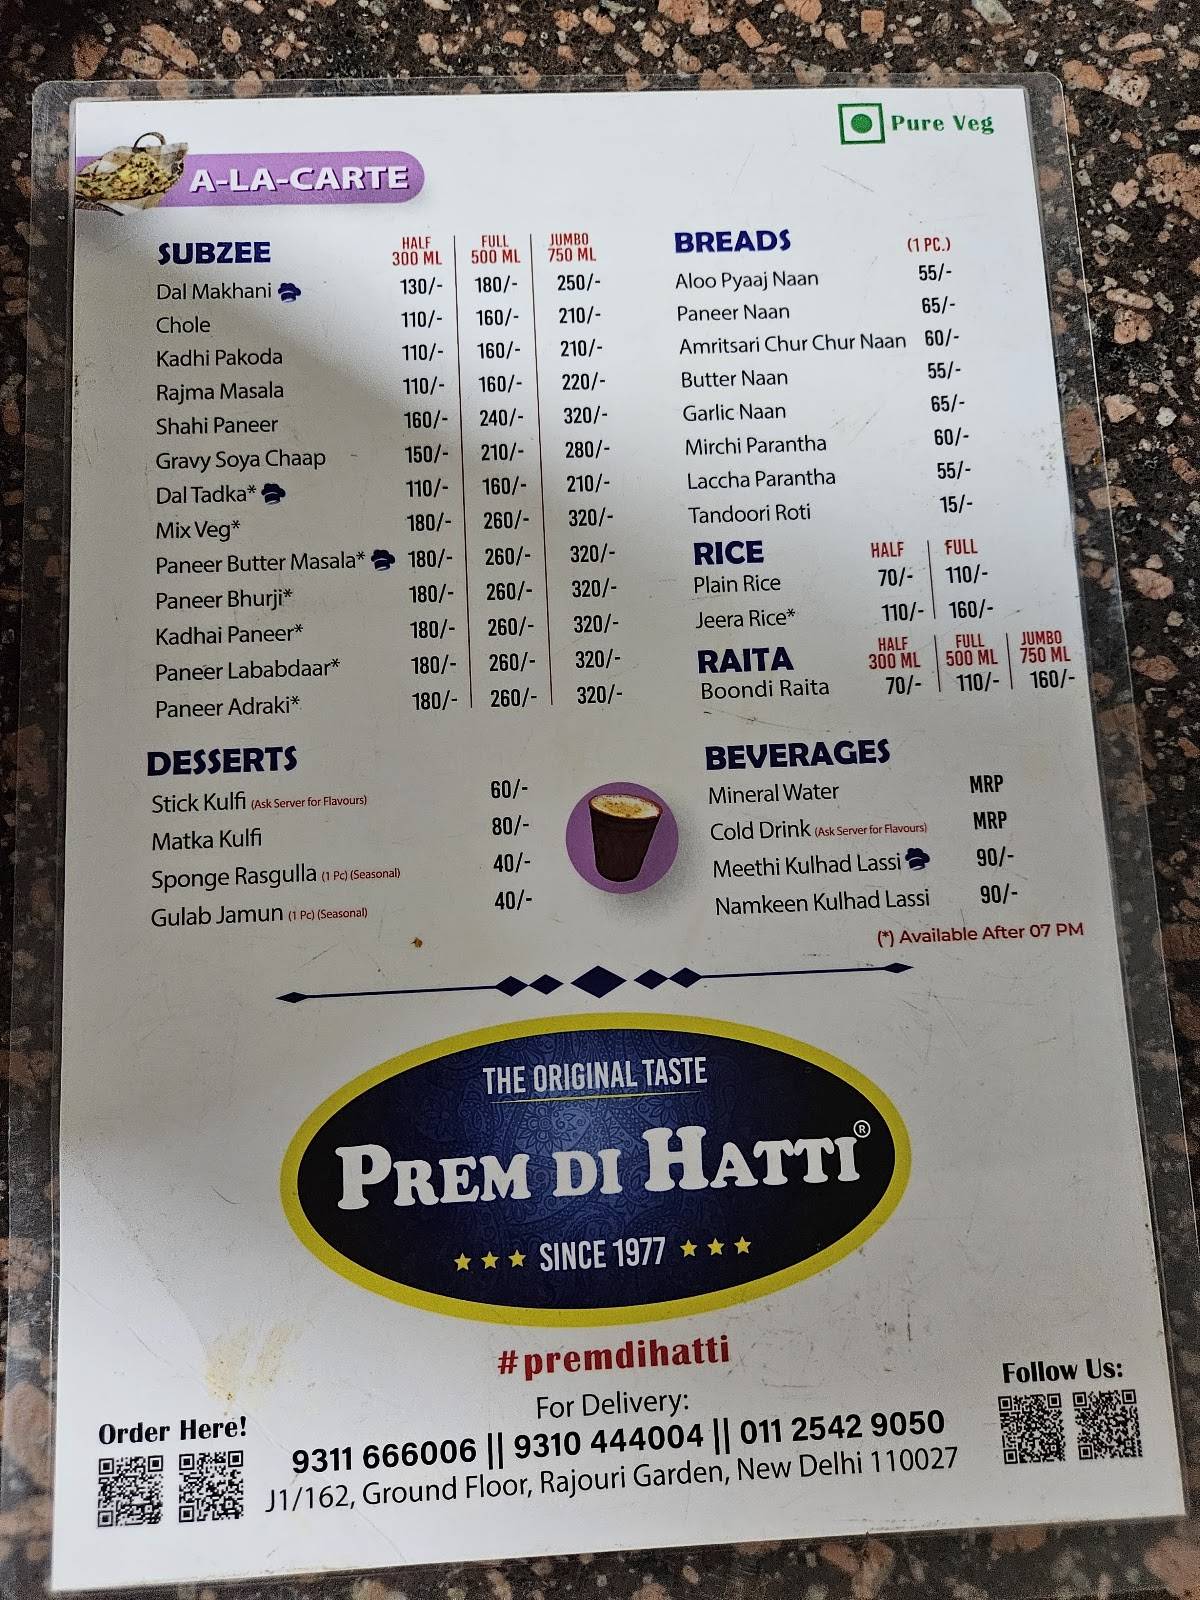 Pure Veg
A-LA-CARTE
SUBZEE HALF 300 ML FULL 500 ML JUMBO 750 ML
Dal Makhani 130/- 180/- 250/-
Chole 110/- 160/- 210/-
Kadhi Pakoda 110/- 160/- 210/-
Rajma Masala 110/- 160/- 220/-
Shahi Paneer 160/- 240/- 320/-
Gravy Soya Chaap 150/- 210/- 280/-
Dal Tadka* 110/- 160/- 210/-
Mix Veg* 180/- 260/- 320/-
Paneer Butter Masala* 180/- 260/- 320/-
Paneer Bhurji* 180/- 260/- 320/-
Kadhai Paneer* 180/- 260/- 320/-
Paneer Lababdaar* 180/- 260/- 320/-
Paneer Adraki* 180/- 260/- 320/-
BREADS (1 PC.)
Aloo Pyaaj Naan 55/-
Paneer Naan 65/-
Amritsari Chur Chur Naan 60/-
Butter Naan 55/-
Garlic Naan 65/-
Mirchi Parantha 60/-
Laccha Parantha 55/-
Tandoori Roti 15/-
RICE HALF FULL
Plain Rice 70/- 110/-
Jeera Rice* 110/- 160/-
RAITA HALF 300 ML FULL 500 ML JUMBO 750 ML
Boondi Raita 70/- 110/- 160/-
DESSERTS
Stick Kulfi (Ask Server for Flavours) 60/-
Matka Kulfi 80/-
Sponge Rasgulla (1 Pc) (Seasonal) 40/-
Gulab Jamun (1 Pc) (Seasonal) 40/-
BEVERAGES
Mineral Water MRP
Cold Drink (Ask Server for Flavours) MRP
Meethi Kulhad Lassi 90/-
Namkeen Kulhad Lassi 90/-
(*) Available After 07 PM
THE ORIGINAL TASTE
PREM DI HATTI®
SINCE 1977
#premdihatti
For Delivery:
9311 666006 || 9310 444004 || 011 2542 9050
J1/162, Ground Floor, Rajouri Garden, New Delhi 110027
Order Here!
Follow Us: